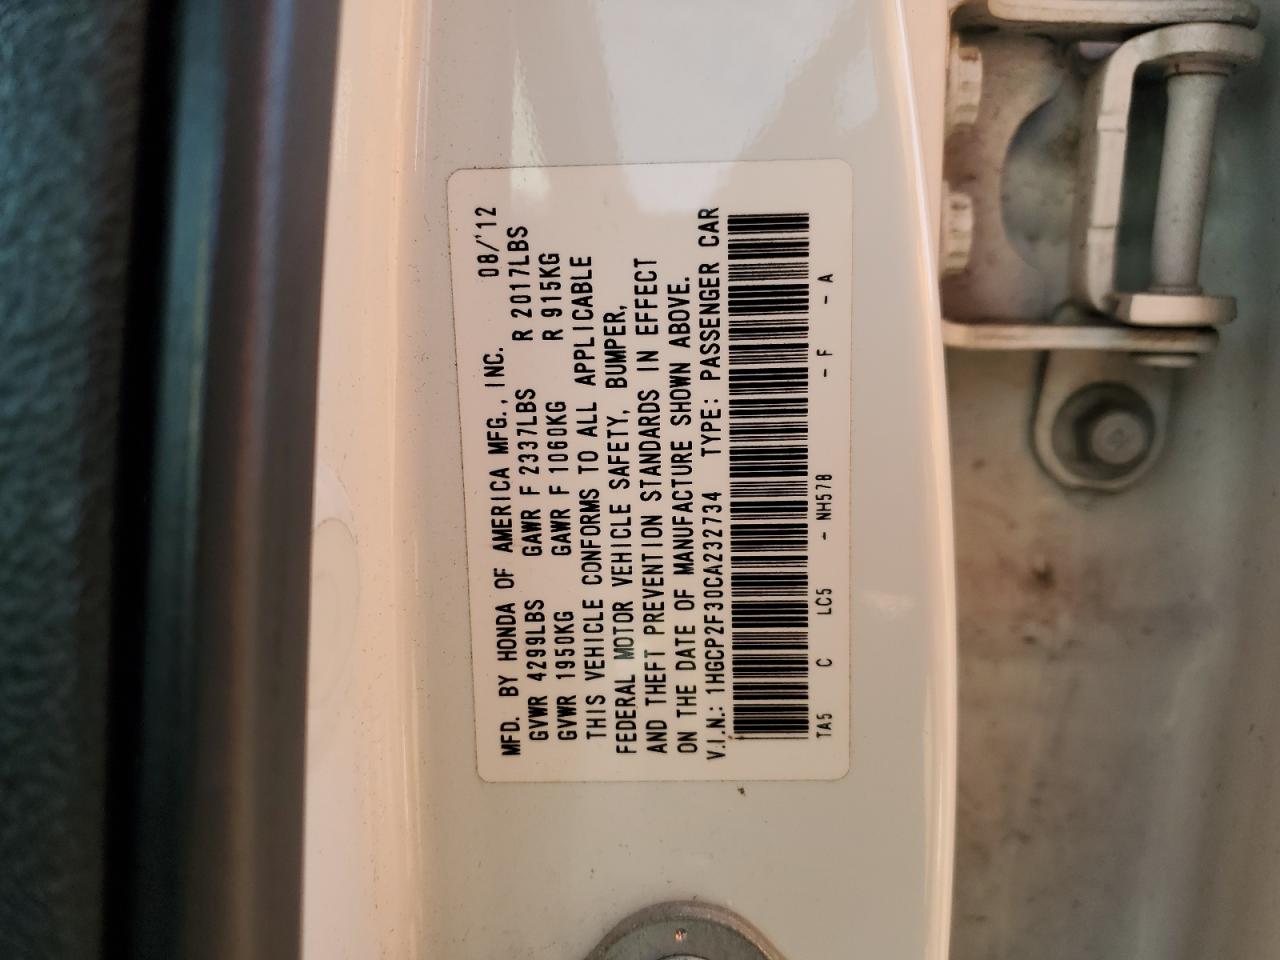 MFD. BY HONDA OF AMERICA MFG., INC. 08/'12
GVWR 4299LBS GAWR F 2337LBS R 2017LBS
GVWR 1950KG GAWR F 1060KG R 915KG
THIS VEHICLE CONFORMS TO ALL APPLICABLE
FEDERAL MOTOR VEHICLE SAFETY, BUMPER,
AND THEFT PREVENTION STANDARDS IN EFFECT
ON THE DATE OF MANUFACTURE SHOWN ABOVE.
V.I.N.: 1HGCP2F30CA232734 TYPE: PASSENGER CAR
TA5 C LC5 - NH578 - F - A